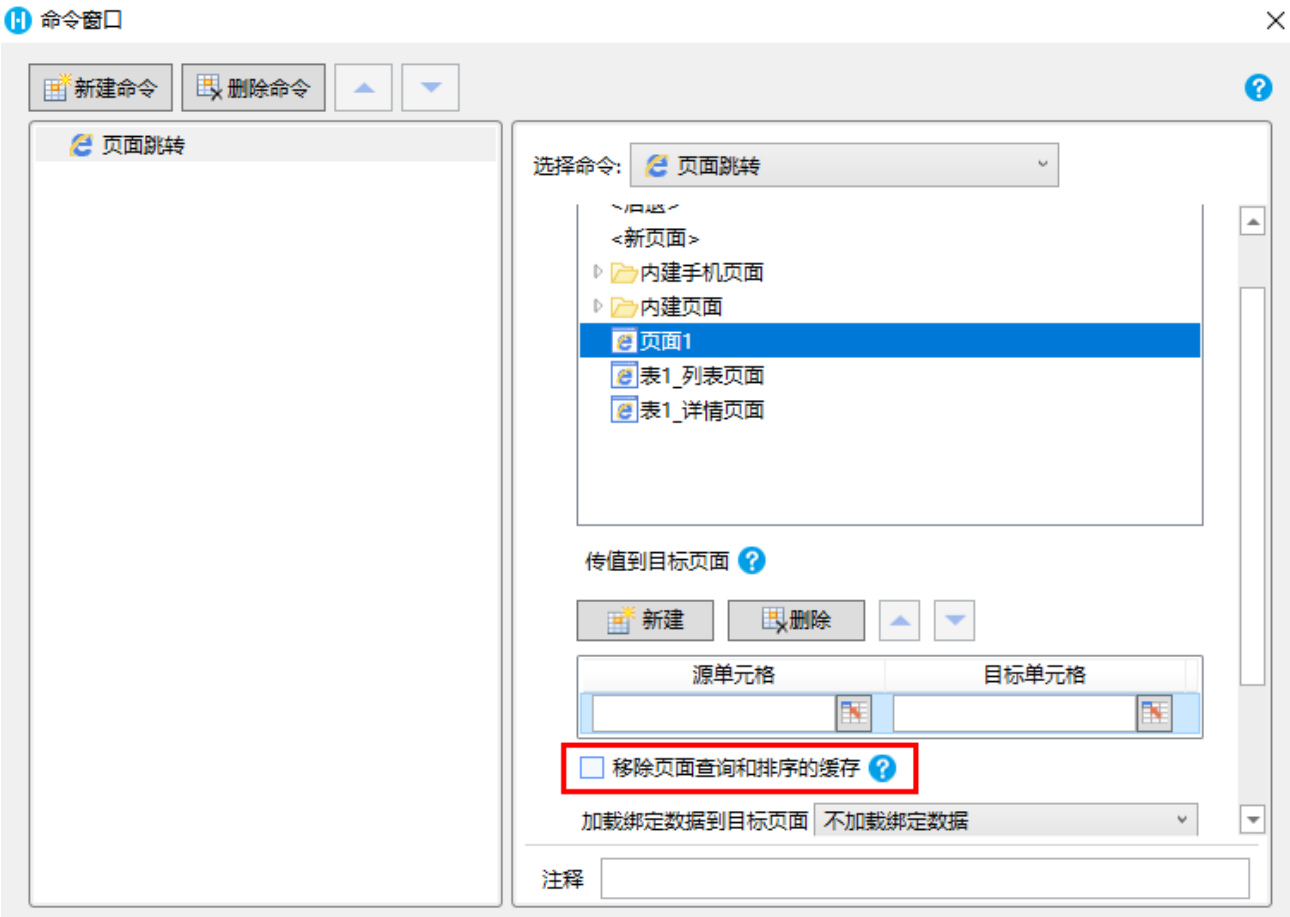 命令窗口
新建命令 删除命令
页面跳转
选择命令: 页面跳转
<后退>
<新页面>
内建手机页面
内建页面
页面1
表1_列表页面
表1_详情页面
传值到目标页面
新建 删除
源单元格 目标单元格
移除页面查询和排序的缓存
加载绑定数据到目标页面 不加载绑定数据
注释